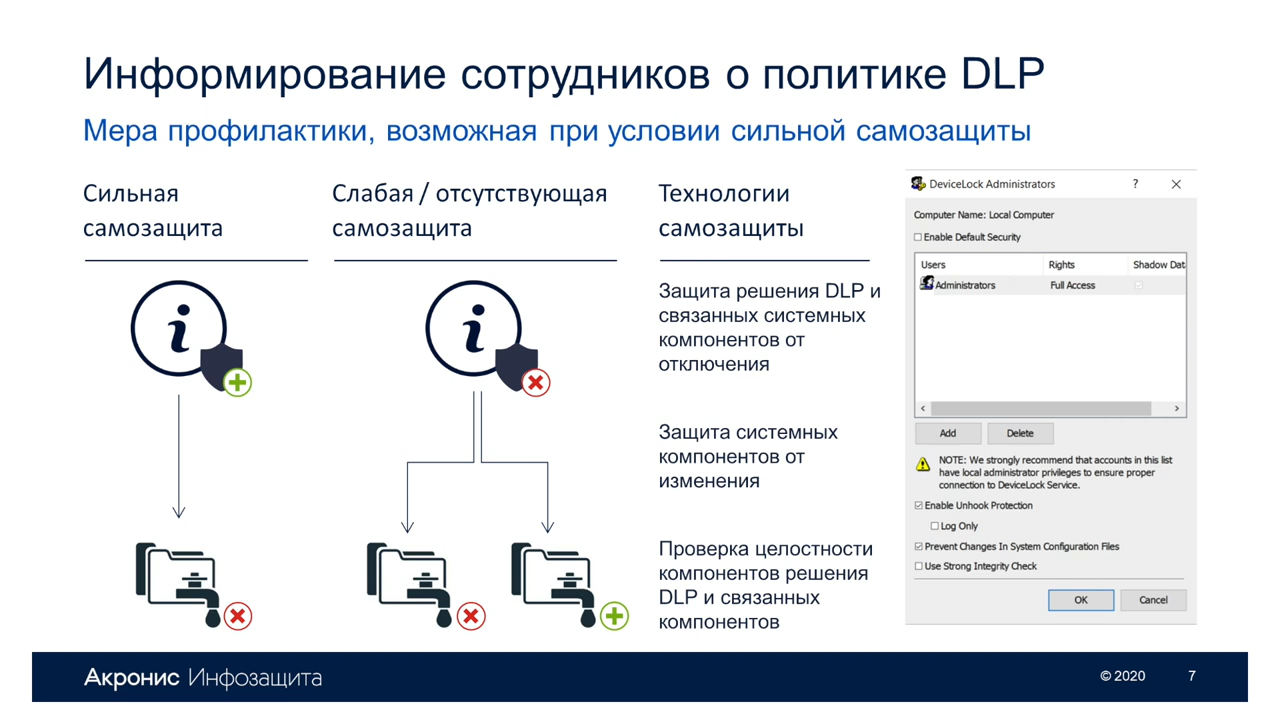 Информирование сотрудников о политике DLP
Мера профилактики, возможная при условии сильной самозащиты
Сильная
самозащита
Слабая / отсутствующая
самозащита
Технологии
самозащиты
Защита решения DLP и
связанных системных
компонентов от
отключения
Защита системных
компонентов от
изменения
Проверка целостности
компонентов решения
DLP и связанных
компонентов
DeviceLock Administrators
Computer Name: Local Computer
Enable Default Security
Users Rights Shadow Dat
Administrators Full Access
Add Delete
NOTE: We strongly recommend that accounts in this list
have local administrator privileges to ensure proper
connection to DeviceLock Service.
Enable Unhook Protection
Log Only
Prevent Changes In System Configuration Files
Use Strong Integrity Check
OK Cancel
Акронис Инфозащита
© 2020 7